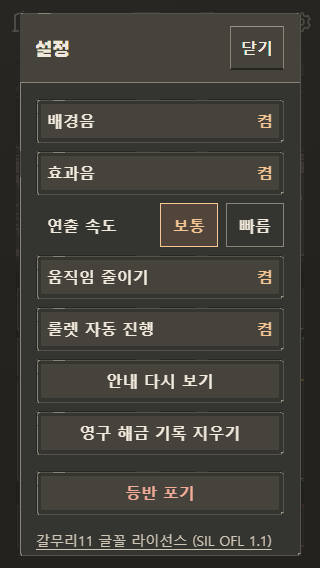 설정
닫기
배경음 켬
효과음 켬
연출 속도 보통 빠름
움직임 줄이기 켬
룰렛 자동 진행 켬
안내 다시 보기
영구 해금 기록 지우기
등반 포기
갈무리11 글꼴 라이선스 (SIL OFL 1.1)